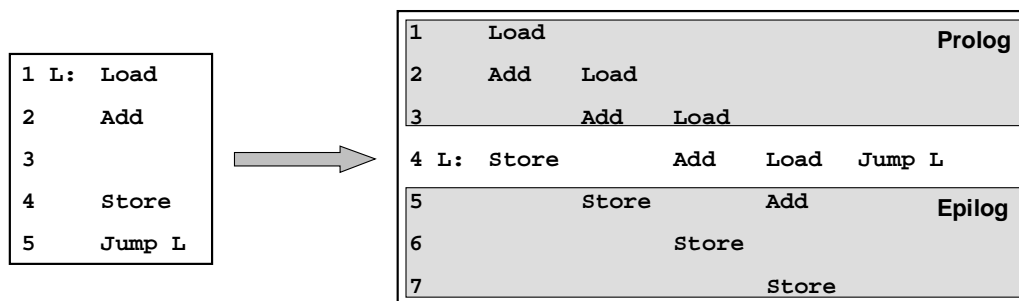 1 L: Load
2 Add
3
4 Store
5 Jump L
1 Load Prolog
2 Add Load
3 Add Load
4 L: Store Add Load Jump L
5 Store Add Epilog
6 Store
7 Store